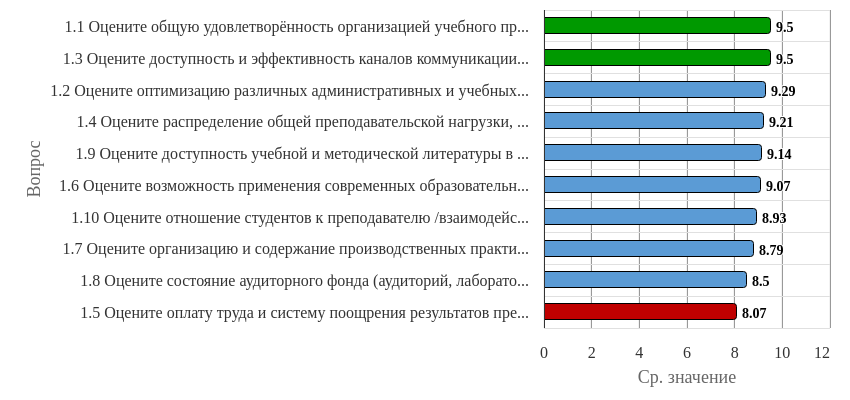 1.1 Оцените общую удовлетворённость организацией учебного пр... 9.5
1.3 Оцените доступность и эффективность каналов коммуникации... 9.5
1.2 Оцените оптимизацию различных административных и учебных... 9.29
1.4 Оцените распределение общей преподавательской нагрузки, ... 9.21
1.9 Оцените доступность учебной и методической литературы в ... 9.14
1.6 Оцените возможность применения современных образовательн... 9.07
1.10 Оцените отношение студентов к преподавателю /взаимодейс... 8.93
1.7 Оцените организацию и содержание производственных практи... 8.79
1.8 Оцените состояние аудиторного фонда (аудиторий, лаборато... 8.5
1.5 Оцените оплату труда и систему поощрения результатов пре... 8.07
Вопрос
0 2 4 6 8 10 12
Ср. значение